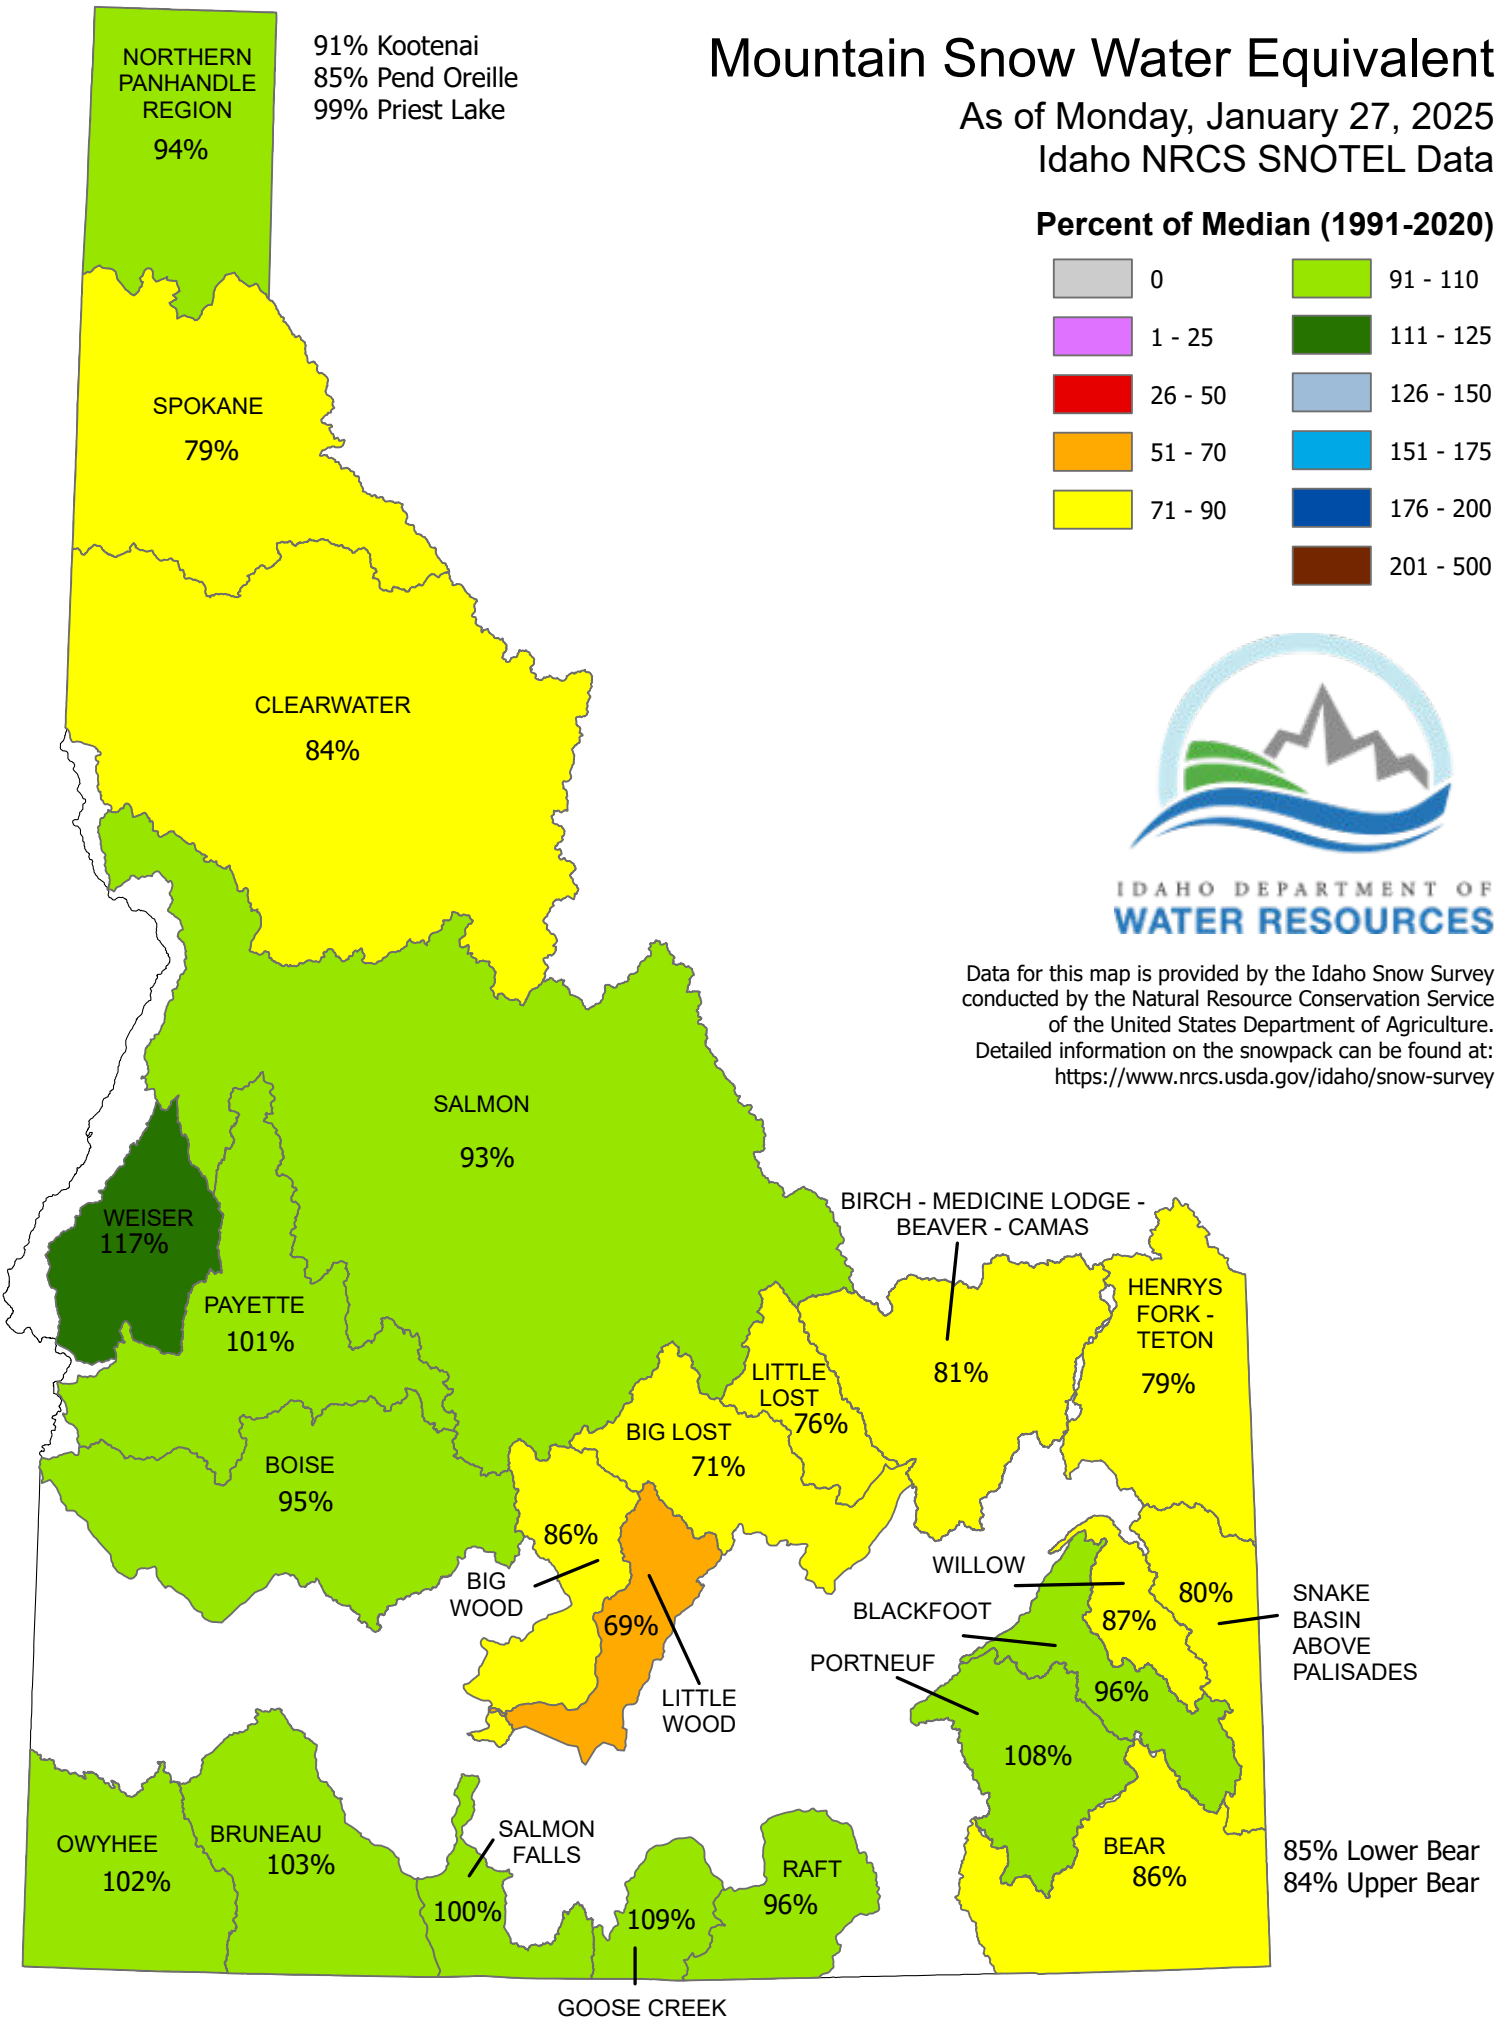 Mountain Snow Water Equivalent
As of Monday, January 27, 2025
Idaho NRCS SNOTEL Data
Percent of Median (1991-2020)
0
1 - 25
26 - 50
51 - 70
71 - 90
91 - 110
111 - 125
126 - 150
151 - 175
176 - 200
201 - 500
IDAHO DEPARTMENT OF
WATER RESOURCES
Data for this map is provided by the Idaho Snow Survey
conducted by the Natural Resource Conservation Service
of the United States Department of Agriculture.
Detailed information on the snowpack can be found at:
https://www.nrcs.usda.gov/idaho/snow-survey
NORTHERN
PANHANDLE
REGION
94%
91% Kootenai
85% Pend Oreille
99% Priest Lake
SPOKANE
79%
CLEARWATER
84%
SALMON
93%
WEISER
117%
PAYETTE
101%
BOISE
95%
BIRCH - MEDICINE LODGE -
BEAVER - CAMAS
81%
HENRYS
FORK -
TETON
79%
LITTLE
LOST
76%
BIG LOST
71%
86%
BIG
WOOD
69%
LITTLE
WOOD
WILLOW
87%
80%
SNAKE
BASIN
ABOVE
PALISADES
BLACKFOOT
96%
PORTNEUF
108%
BEAR
86%
85% Lower Bear
84% Upper Bear
OWYHEE
102%
BRUNEAU
103%
SALMON
FALLS
100%
109%
GOOSE CREEK
RAFT
96%